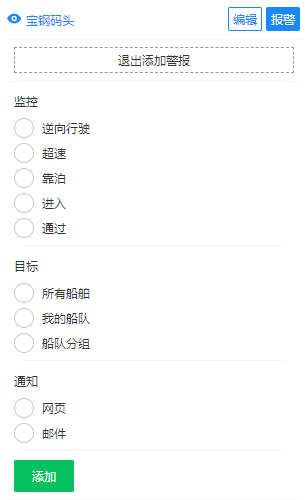 宝钢码头 编辑 报警
退出添加警报
监控
逆向行驶
超速
靠泊
进入
通过
目标
所有船舶
我的船队
船队分组
通知
网页
邮件
添加